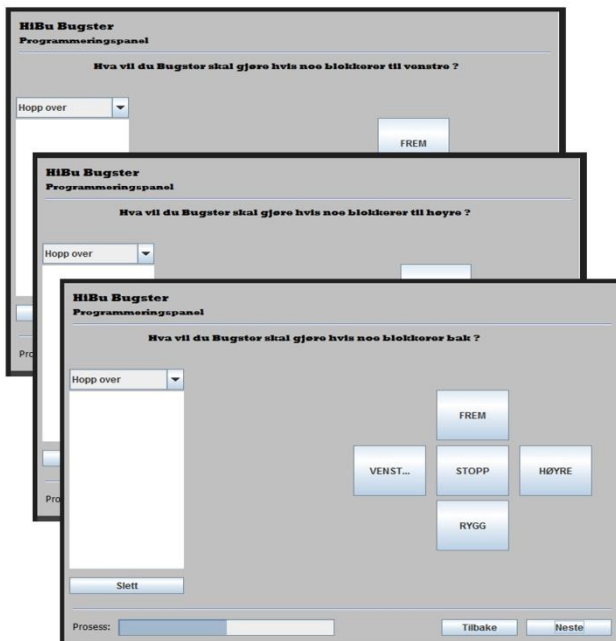 HiBu Bugster
Programmeringspanel
Hva vil du Bugster skal gjøre hvis noe blokkerer til venstre ?
Hopp over
FREM
Pro
HiBu Bugster
Programmeringspanel
Hva vil du Bugster skal gjøre hvis noe blokkerer til høyre ?
Hopp over
Pro
HiBu Bugster
Programmeringspanel
Hva vil du Bugster skal gjøre hvis noe blokkerer bak ?
Hopp over
FREM
VENST... STOPP HØYRE
RYGG
Slett
Prosess: Tilbake Neste